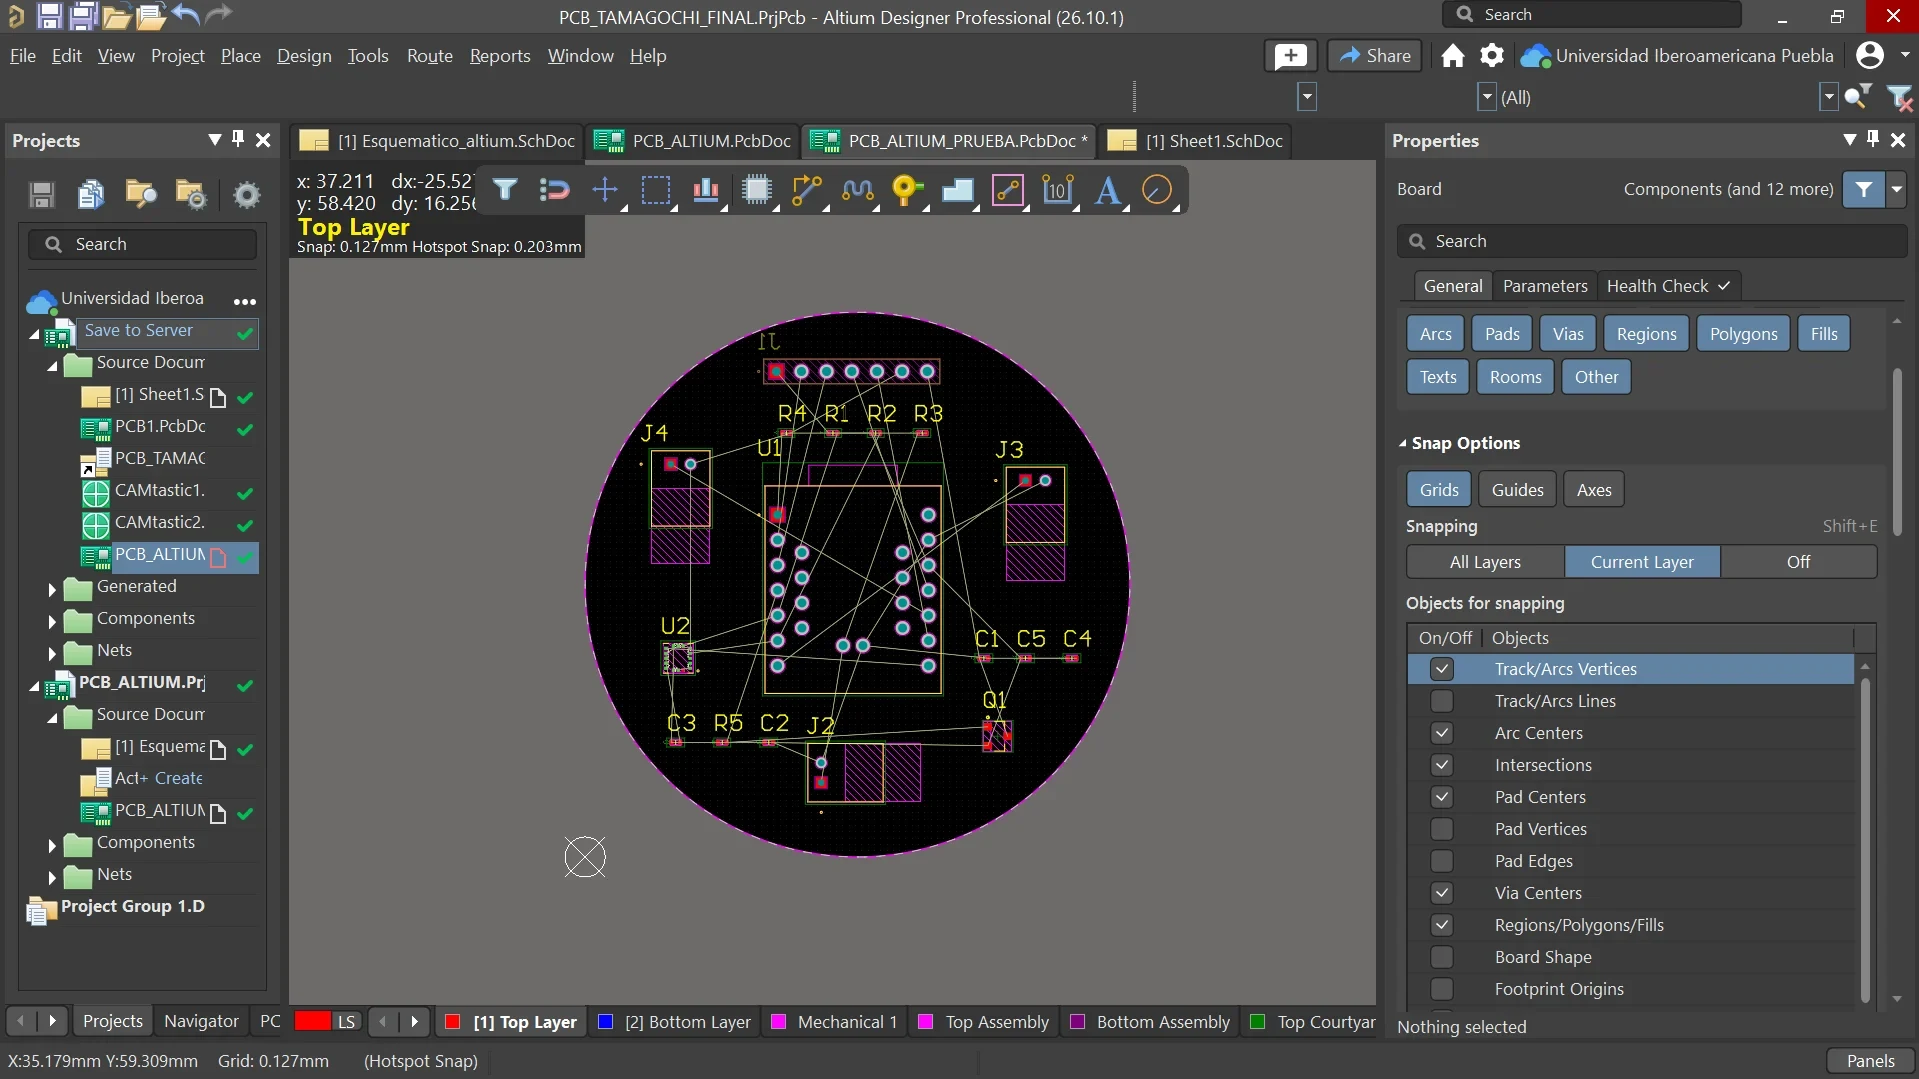 PCB_TAMAGOCHI_FINAL.PrjPcb - Altium Designer Professional (26.10.1)
Search
File Edit View Project Place Design Tools Route Reports Window Help
Share
Universidad Iberoamericana Puebla
(All)
Projects
[1] Esquematico_altium.SchDoc
PCB_ALTIUM.PcbDoc
PCB_ALTIUM_PRUEBA.PcbDoc *
[1] Sheet1.SchDoc
Properties
x: 37.211 dx:-25.527
y: 58.420 dy: 16.256
Top Layer
Snap: 0.127mm Hotspot Snap: 0.203mm
10
Board
Components (and 12 more)
Search
Search
General
Parameters
Health Check
Universidad Iberoa
Save to Server
Source Docum
[1] Sheet1.S
PCB1.PcbDc
PCB_TAMAC
CAMtastic1.
CAMtastic2.
PCB_ALTIUM
Generated
Components
Nets
PCB_ALTIUM.Prj
Source Docum
[1] Esquema
Act+ Create
PCB_ALTIUM
Components
Nets
Project Group 1.D
J1
R4 R1 R2 R3
J4
U1
J3
U2
C1 C5 C4
Q1
C3 R5 C2 J2
Arcs Pads Vias Regions Polygons Fills
Texts Rooms Other
Snap Options
Grids Guides Axes
Snapping
Shift+E
All Layers
Current Layer
Off
Objects for snapping
On/Off Objects
Track/Arcs Vertices
Track/Arcs Lines
Arc Centers
Intersections
Pad Centers
Pad Vertices
Pad Edges
Via Centers
Regions/Polygons/Fills
Board Shape
Footprint Origins
Nothing selected
Projects
Navigator
PC
LS
[1] Top Layer
[2] Bottom Layer
Mechanical 1
Top Assembly
Bottom Assembly
Top Courtyar
X:35.179mm Y:59.309mm Grid: 0.127mm (Hotspot Snap)
Panels